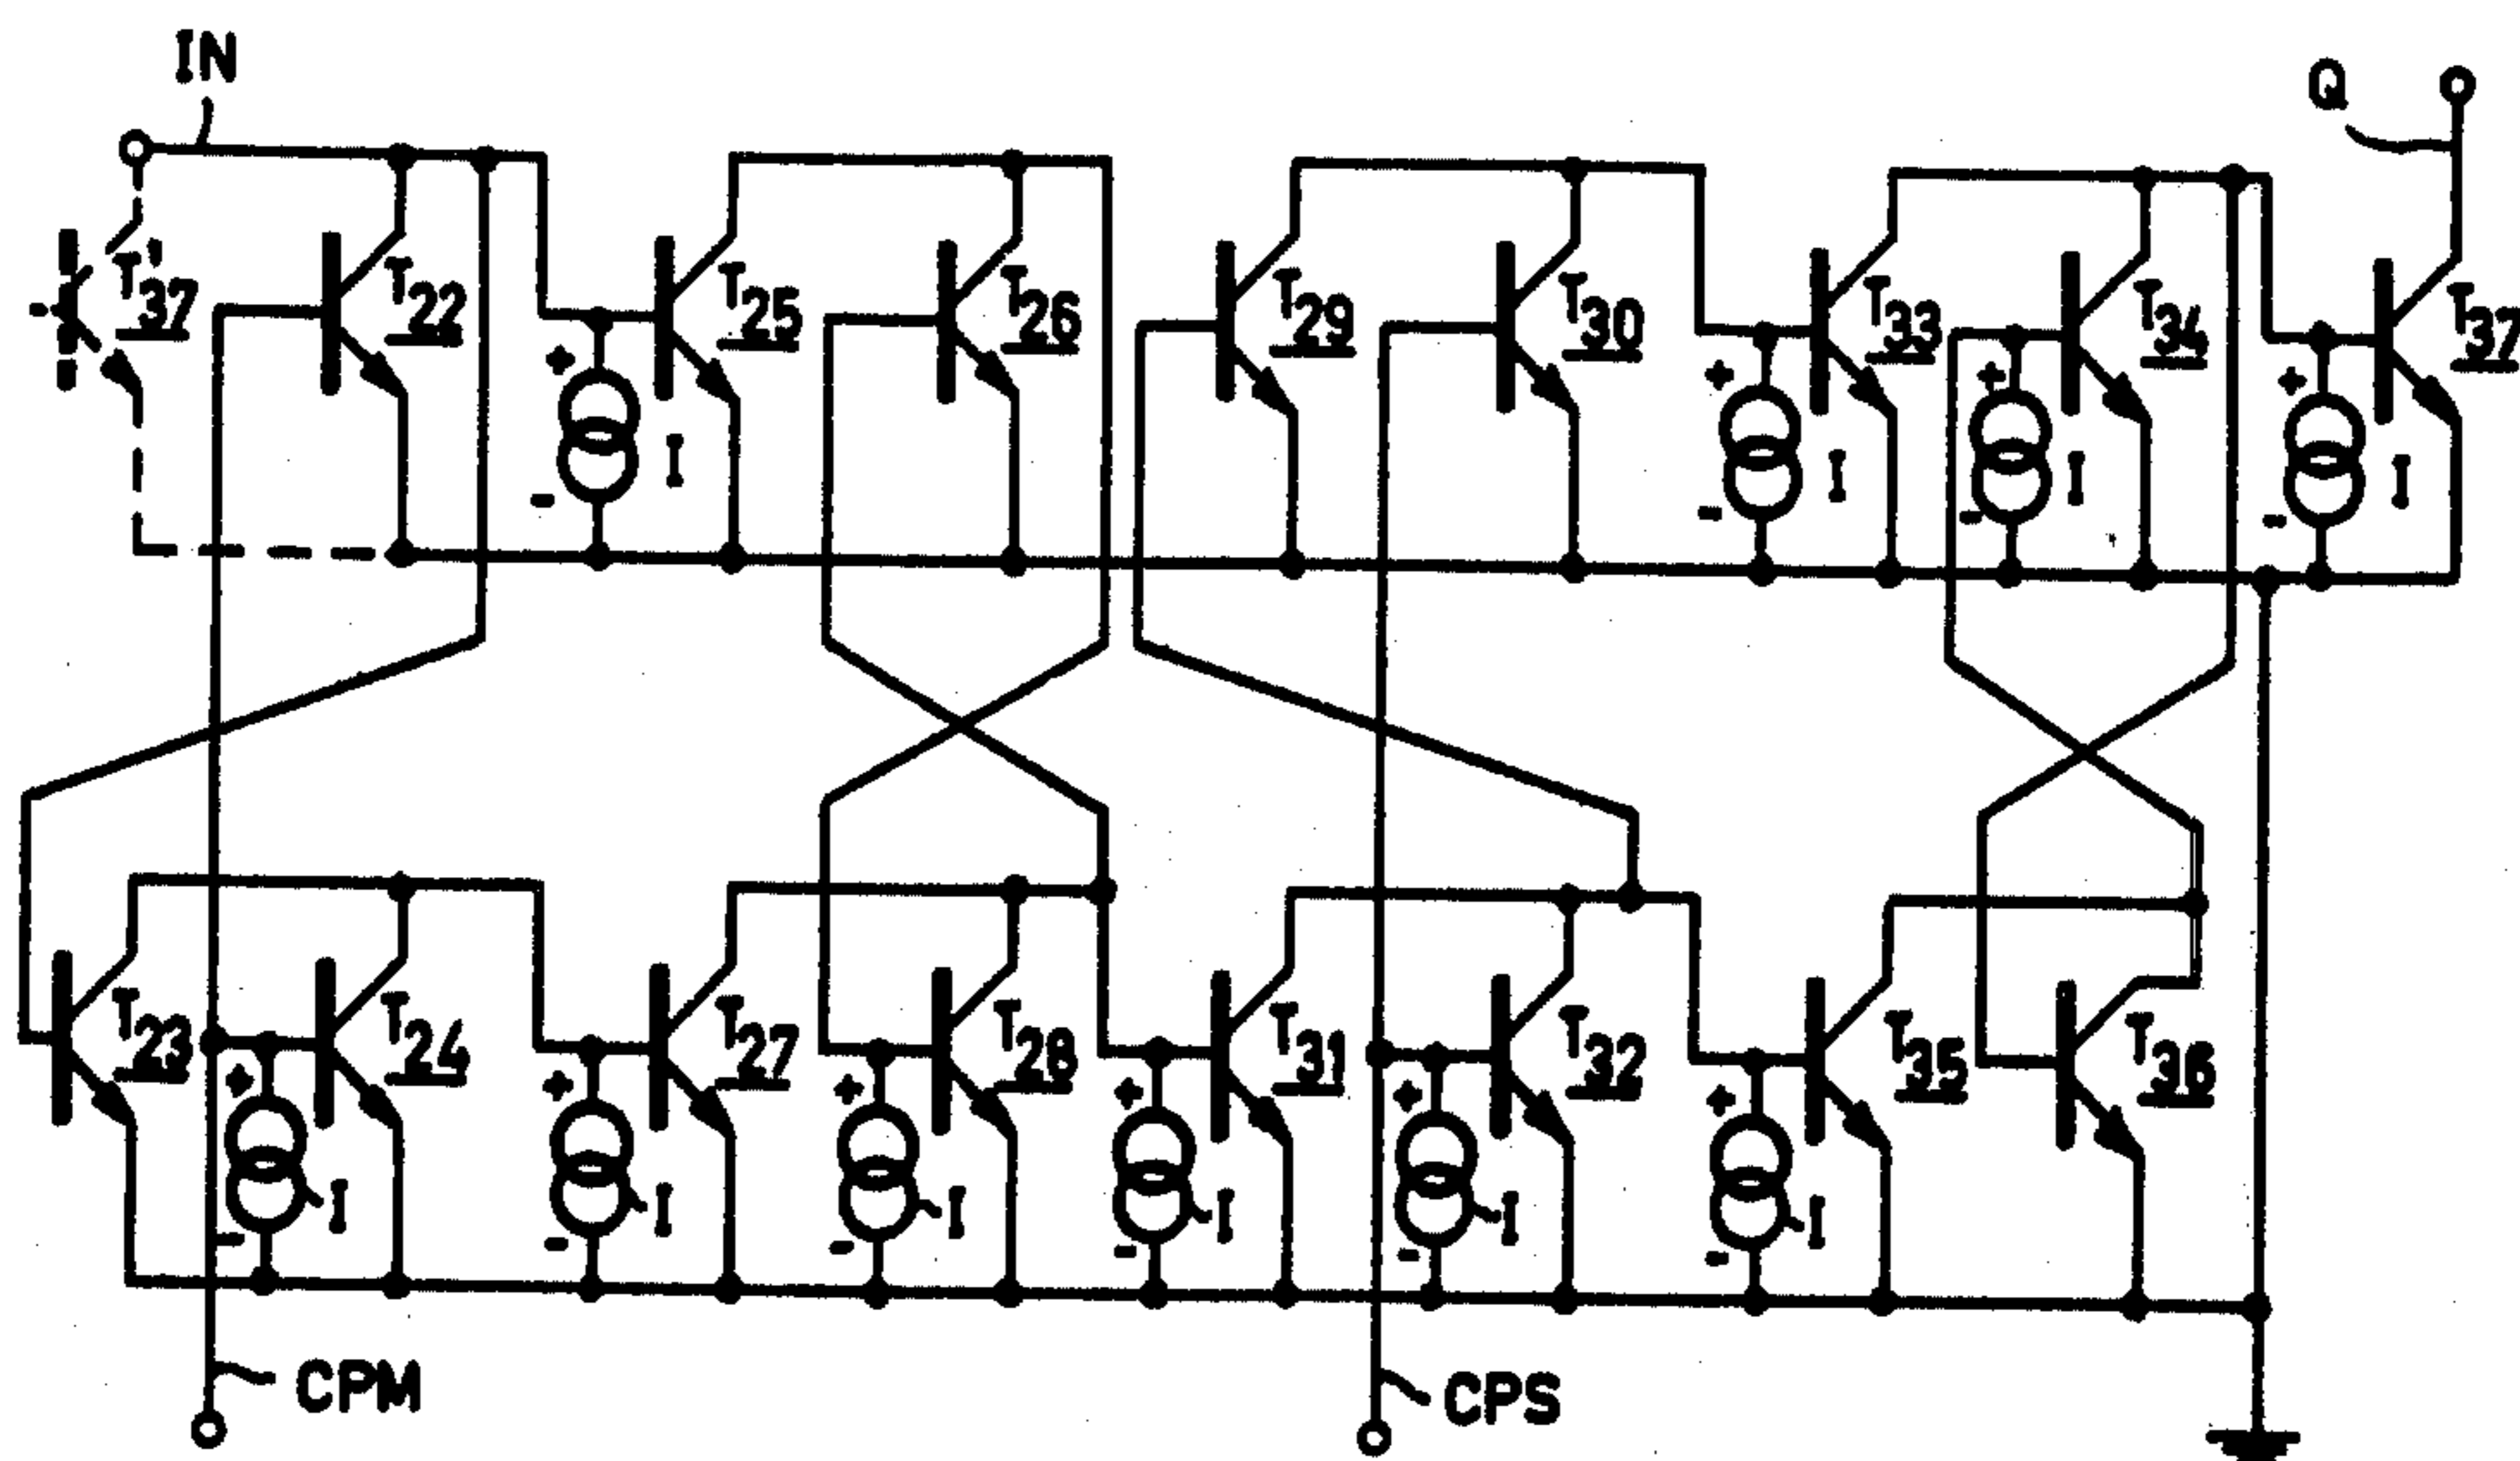 IN
Q
T'37
T22
T25
T26
T29
T30
T33
T34
T37
+
+
+
+
I
I
I
I
-
-
-
-
T23
T24
T27
T28
T31
T32
T35
T36
+
+
+
+
+
+
+
I
I
I
I
I
I
-
-
-
-
-
-
CPM
CPS